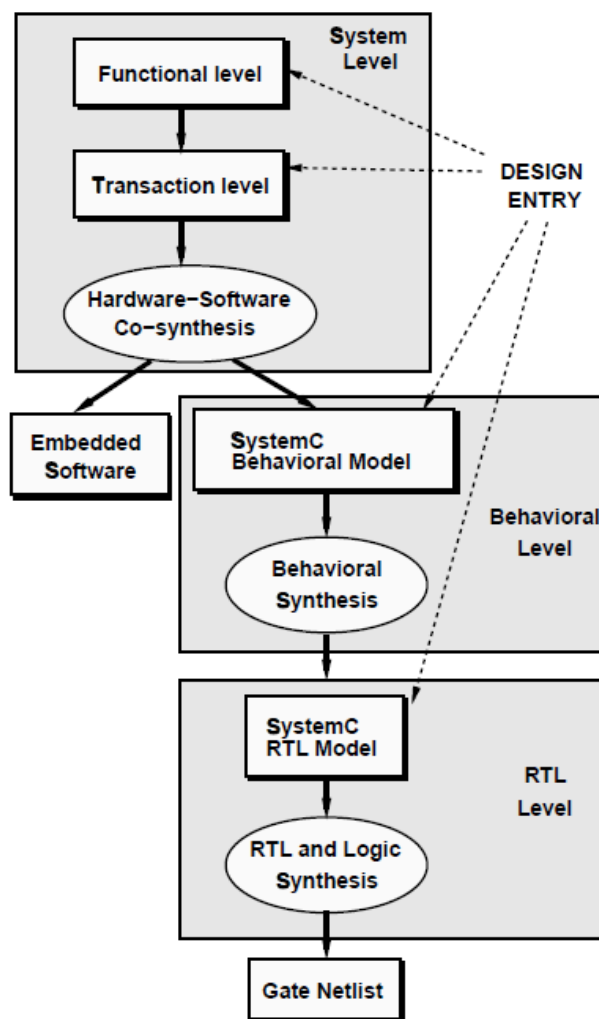 System
Level
Functional level
Transaction level
DESIGN
ENTRY
Hardware−Software
Co−synthesis
Embedded
Software
SystemC
Behavioral Model
Behavioral
Level
Behavioral
Synthesis
SystemC
RTL Model
RTL
Level
RTL and Logic
Synthesis
Gate Netlist